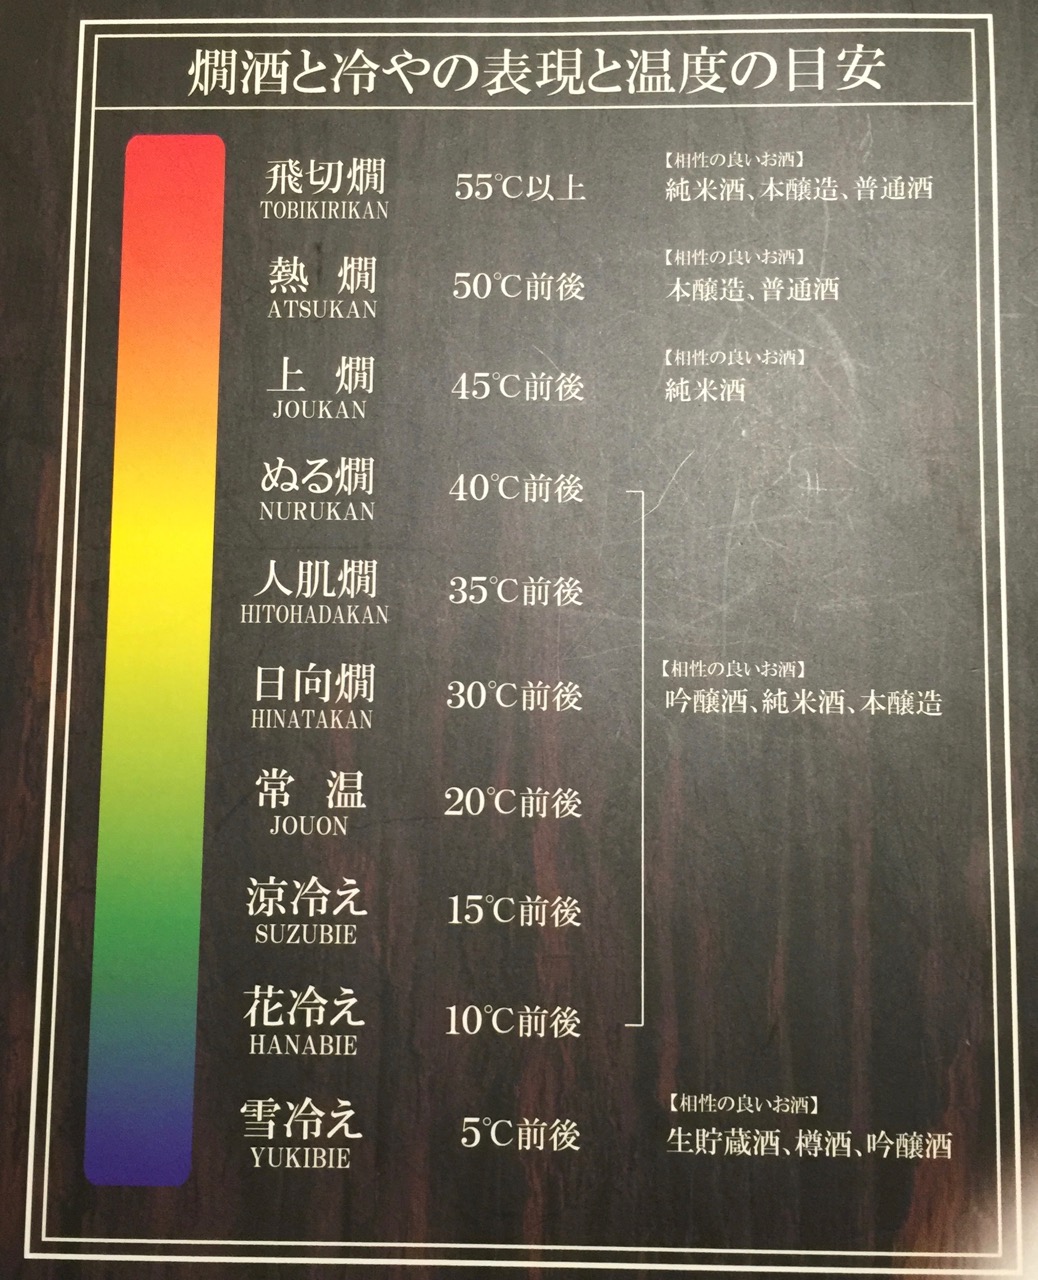 燗酒と冷やの表現と温度の目安
飛切燗 55℃以上 【相性の良いお酒】
TOBIKIRIKAN 純米酒、本醸造、普通酒
熱 燗 50℃前後 【相性の良いお酒】
ATSUKAN 本醸造、普通酒
上 燗 45℃前後 【相性の良いお酒】
JOUKAN 純米酒
ぬる燗 40℃前後
NURUKAN
人肌燗 35℃前後
HITOHADAKAN
日向燗 30℃前後 【相性の良いお酒】
HINATAKAN 吟醸酒、純米酒、本醸造
常 温 20℃前後
JOUON
涼冷え 15℃前後
SUZUBIE
花冷え 10℃前後
HANABIE
雪冷え 5℃前後 【相性の良いお酒】
YUKIBIE 生貯蔵酒、樽酒、吟醸酒